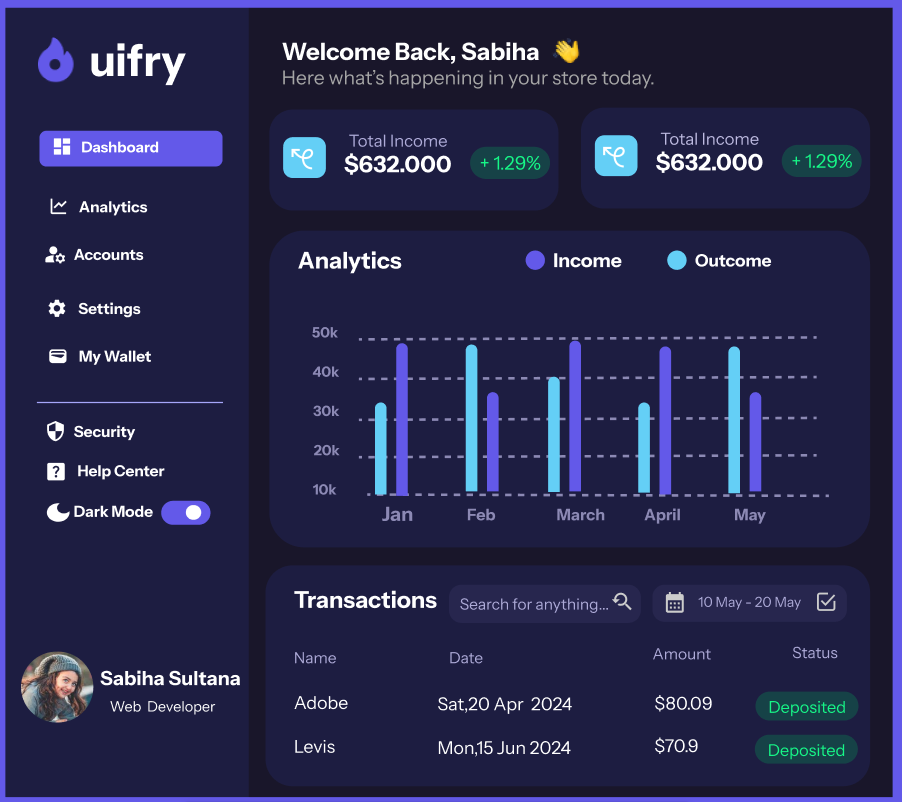 uifry
Dashboard
Analytics
Accounts
Settings
My Wallet
Security
Help Center
Dark Mode
Sabiha Sultana
Web Developer
Welcome Back, Sabiha 👋
Here what's happening in your store today.
Total Income
$632.000
+1.29%
Total Income
$632.000
+1.29%
Analytics
Income
Outcome
50k
40k
30k
20k
10k
Jan Feb March April May
Transactions
Search for anything...
10 May - 20 May
Name Date Amount Status
Adobe Sat,20 Apr 2024 $80.09 Deposited
Levis Mon,15 Jun 2024 $70.9 Deposited